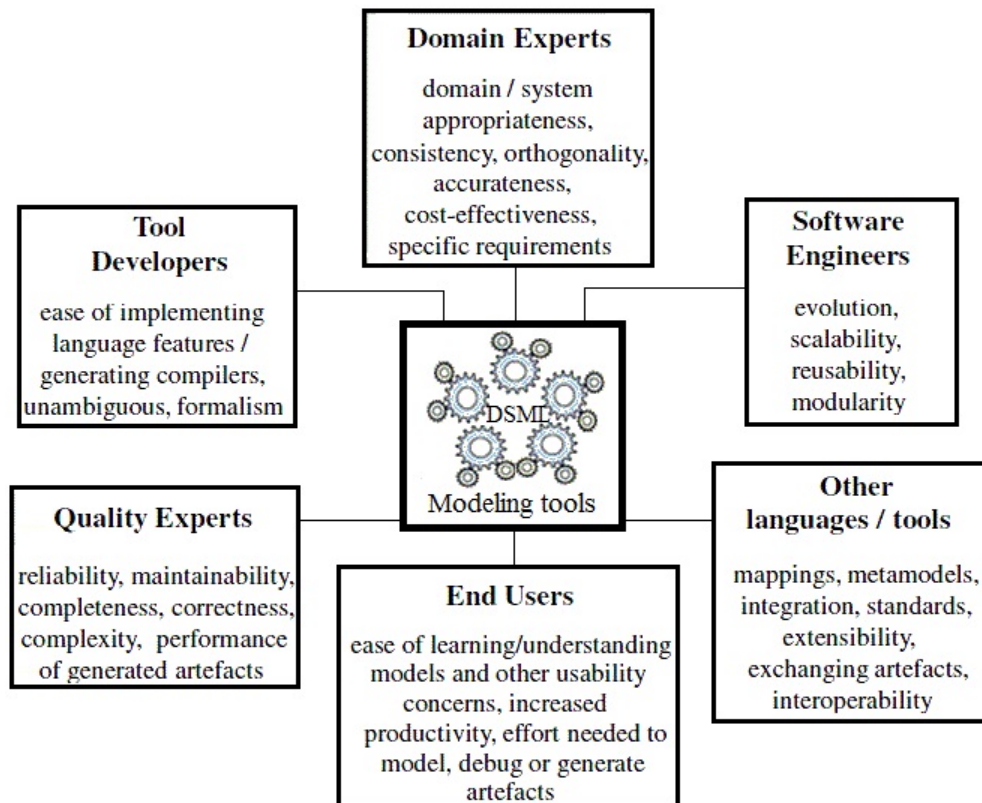 Domain Experts
domain / system
appropriateness,
consistency, orthogonality,
accurateness,
cost-effectiveness,
specific requirements
Tool
Developers
ease of implementing
language features /
generating compilers,
unambiguous, formalism
Software
Engineers
evolution,
scalability,
reusability,
modularity
DSML
Modeling tools
Quality Experts
reliability, maintainability,
completeness, correctness,
complexity, performance
of generated artefacts
End Users
ease of learning/understanding
models and other usability
concerns, increased
productivity, effort needed to
model, debug or generate
artefacts
Other
languages / tools
mappings, metamodels,
integration, standards,
extensibility,
exchanging artefacts,
interoperability